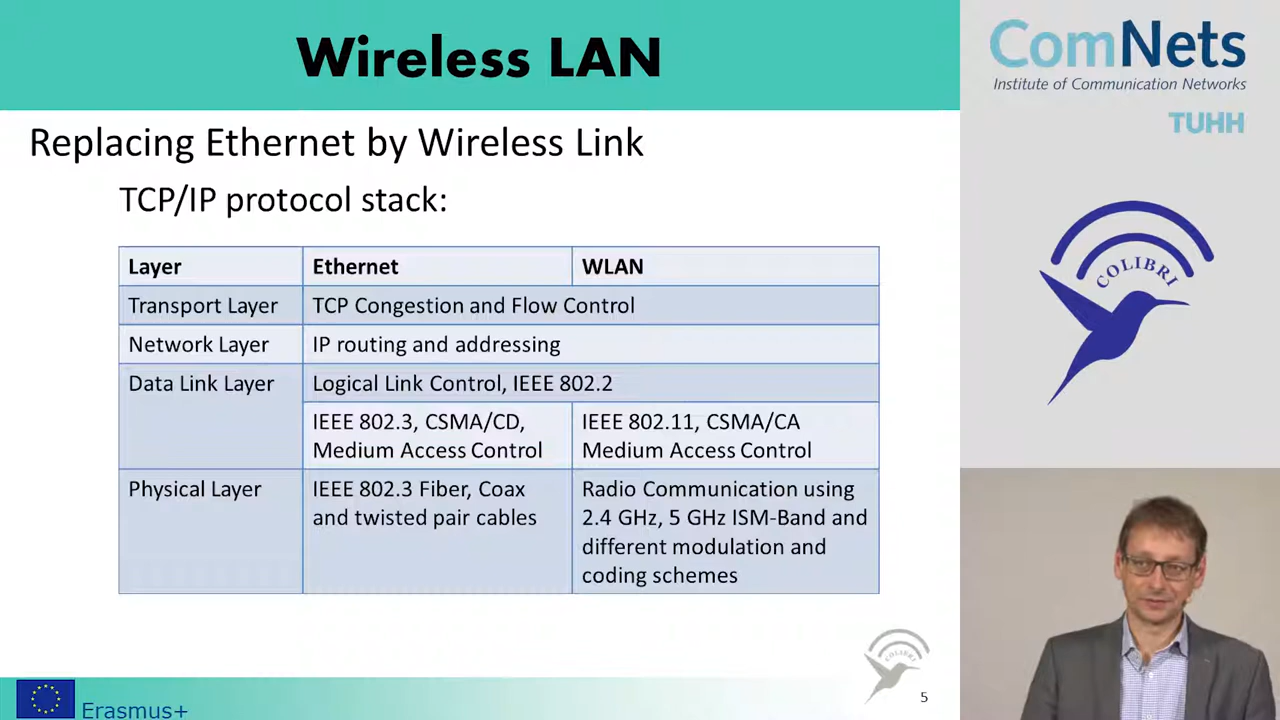 Wireless LAN
Replacing Ethernet by Wireless Link
TCP/IP protocol stack:
Layer Ethernet WLAN
Transport Layer TCP Congestion and Flow Control
Network Layer IP routing and addressing
Data Link Layer Logical Link Control, IEEE 802.2
IEEE 802.3, CSMA/CD,
Medium Access Control
IEEE 802.11, CSMA/CA
Medium Access Control
Physical Layer
IEEE 802.3 Fiber, Coax
and twisted pair cables
Radio Communication using
2.4 GHz, 5 GHz ISM-Band and
different modulation and
coding schemes
COLIBRI
5
Erasmus+
ComNets
Institute of Communication Networks
TUHH
COLIBRI